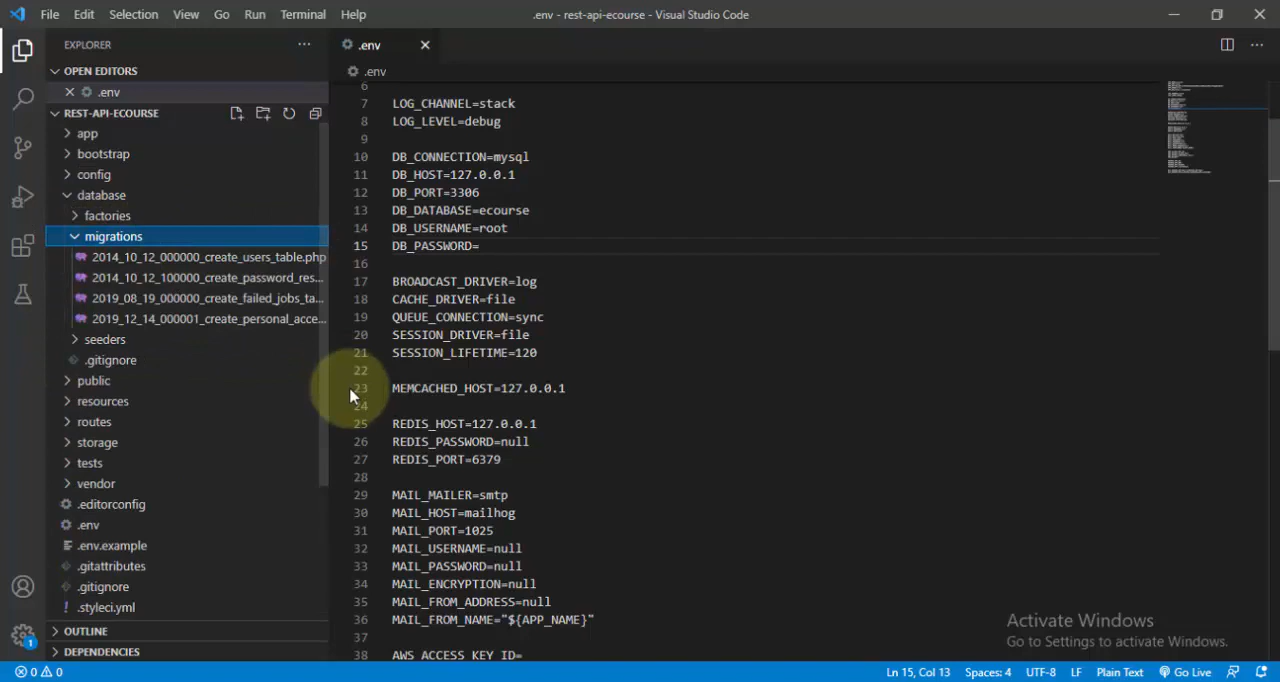 File Edit Selection View Go Run Terminal Help
.env - rest-api-ecourse - Visual Studio Code
EXPLORER
OPEN EDITORS
.env
REST-API-ECOURSE
app
bootstrap
config
database
factories
migrations
2014_10_12_000000_create_users_table.php
2014_10_12_100000_create_password_res...
2019_08_19_000000_create_failed_jobs_ta...
2019_12_14_000001_create_personal_acce...
seeders
.gitignore
public
resources
routes
storage
tests
vendor
.editorconfig
.env
.env.example
.gitattributes
.gitignore
.styleci.yml
OUTLINE
DEPENDENCIES
.env
.env
6
7 LOG_CHANNEL=stack
8 LOG_LEVEL=debug
9
10 DB_CONNECTION=mysql
11 DB_HOST=127.0.0.1
12 DB_PORT=3306
13 DB_DATABASE=ecourse
14 DB_USERNAME=root
15 DB_PASSWORD=
16
17 BROADCAST_DRIVER=log
18 CACHE_DRIVER=file
19 QUEUE_CONNECTION=sync
20 SESSION_DRIVER=file
21 SESSION_LIFETIME=120
22
23 MEMCACHED_HOST=127.0.0.1
24
25 REDIS_HOST=127.0.0.1
26 REDIS_PASSWORD=null
27 REDIS_PORT=6379
28
29 MAIL_MAILER=smtp
30 MAIL_HOST=mailhog
31 MAIL_PORT=1025
32 MAIL_USERNAME=null
33 MAIL_PASSWORD=null
34 MAIL_ENCRYPTION=null
35 MAIL_FROM_ADDRESS=null
36 MAIL_FROM_NAME="${APP_NAME}"
37
38 AWS_ACCESS_KEY_ID=
Activate Windows
Go to Settings to activate Windows.
1
0 0
Ln 15, Col 13 Spaces: 4 UTF-8 LF Plain Text Go Live